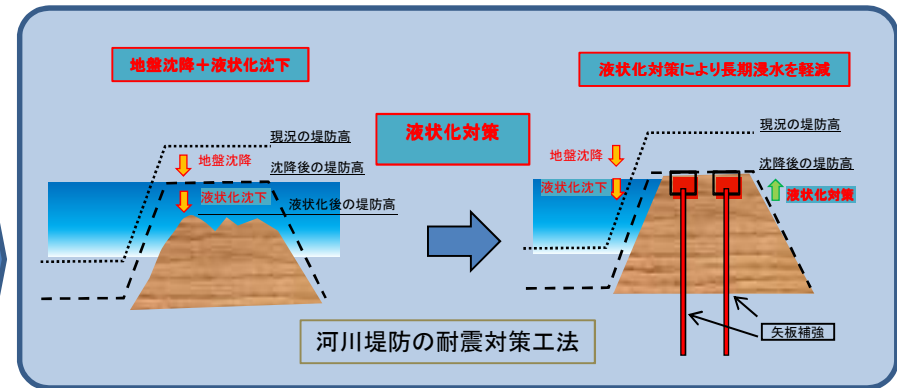 地盤沈降＋液状化沈下
現況の堤防高
地盤沈降
沈降後の堤防高
液状化沈下
液状化後の堤防高
液状化対策
液状化対策により長期浸水を軽減
現況の堤防高
地盤沈降
沈降後の堤防高
液状化沈下
液状化対策
矢板補強
河川堤防の耐震対策工法